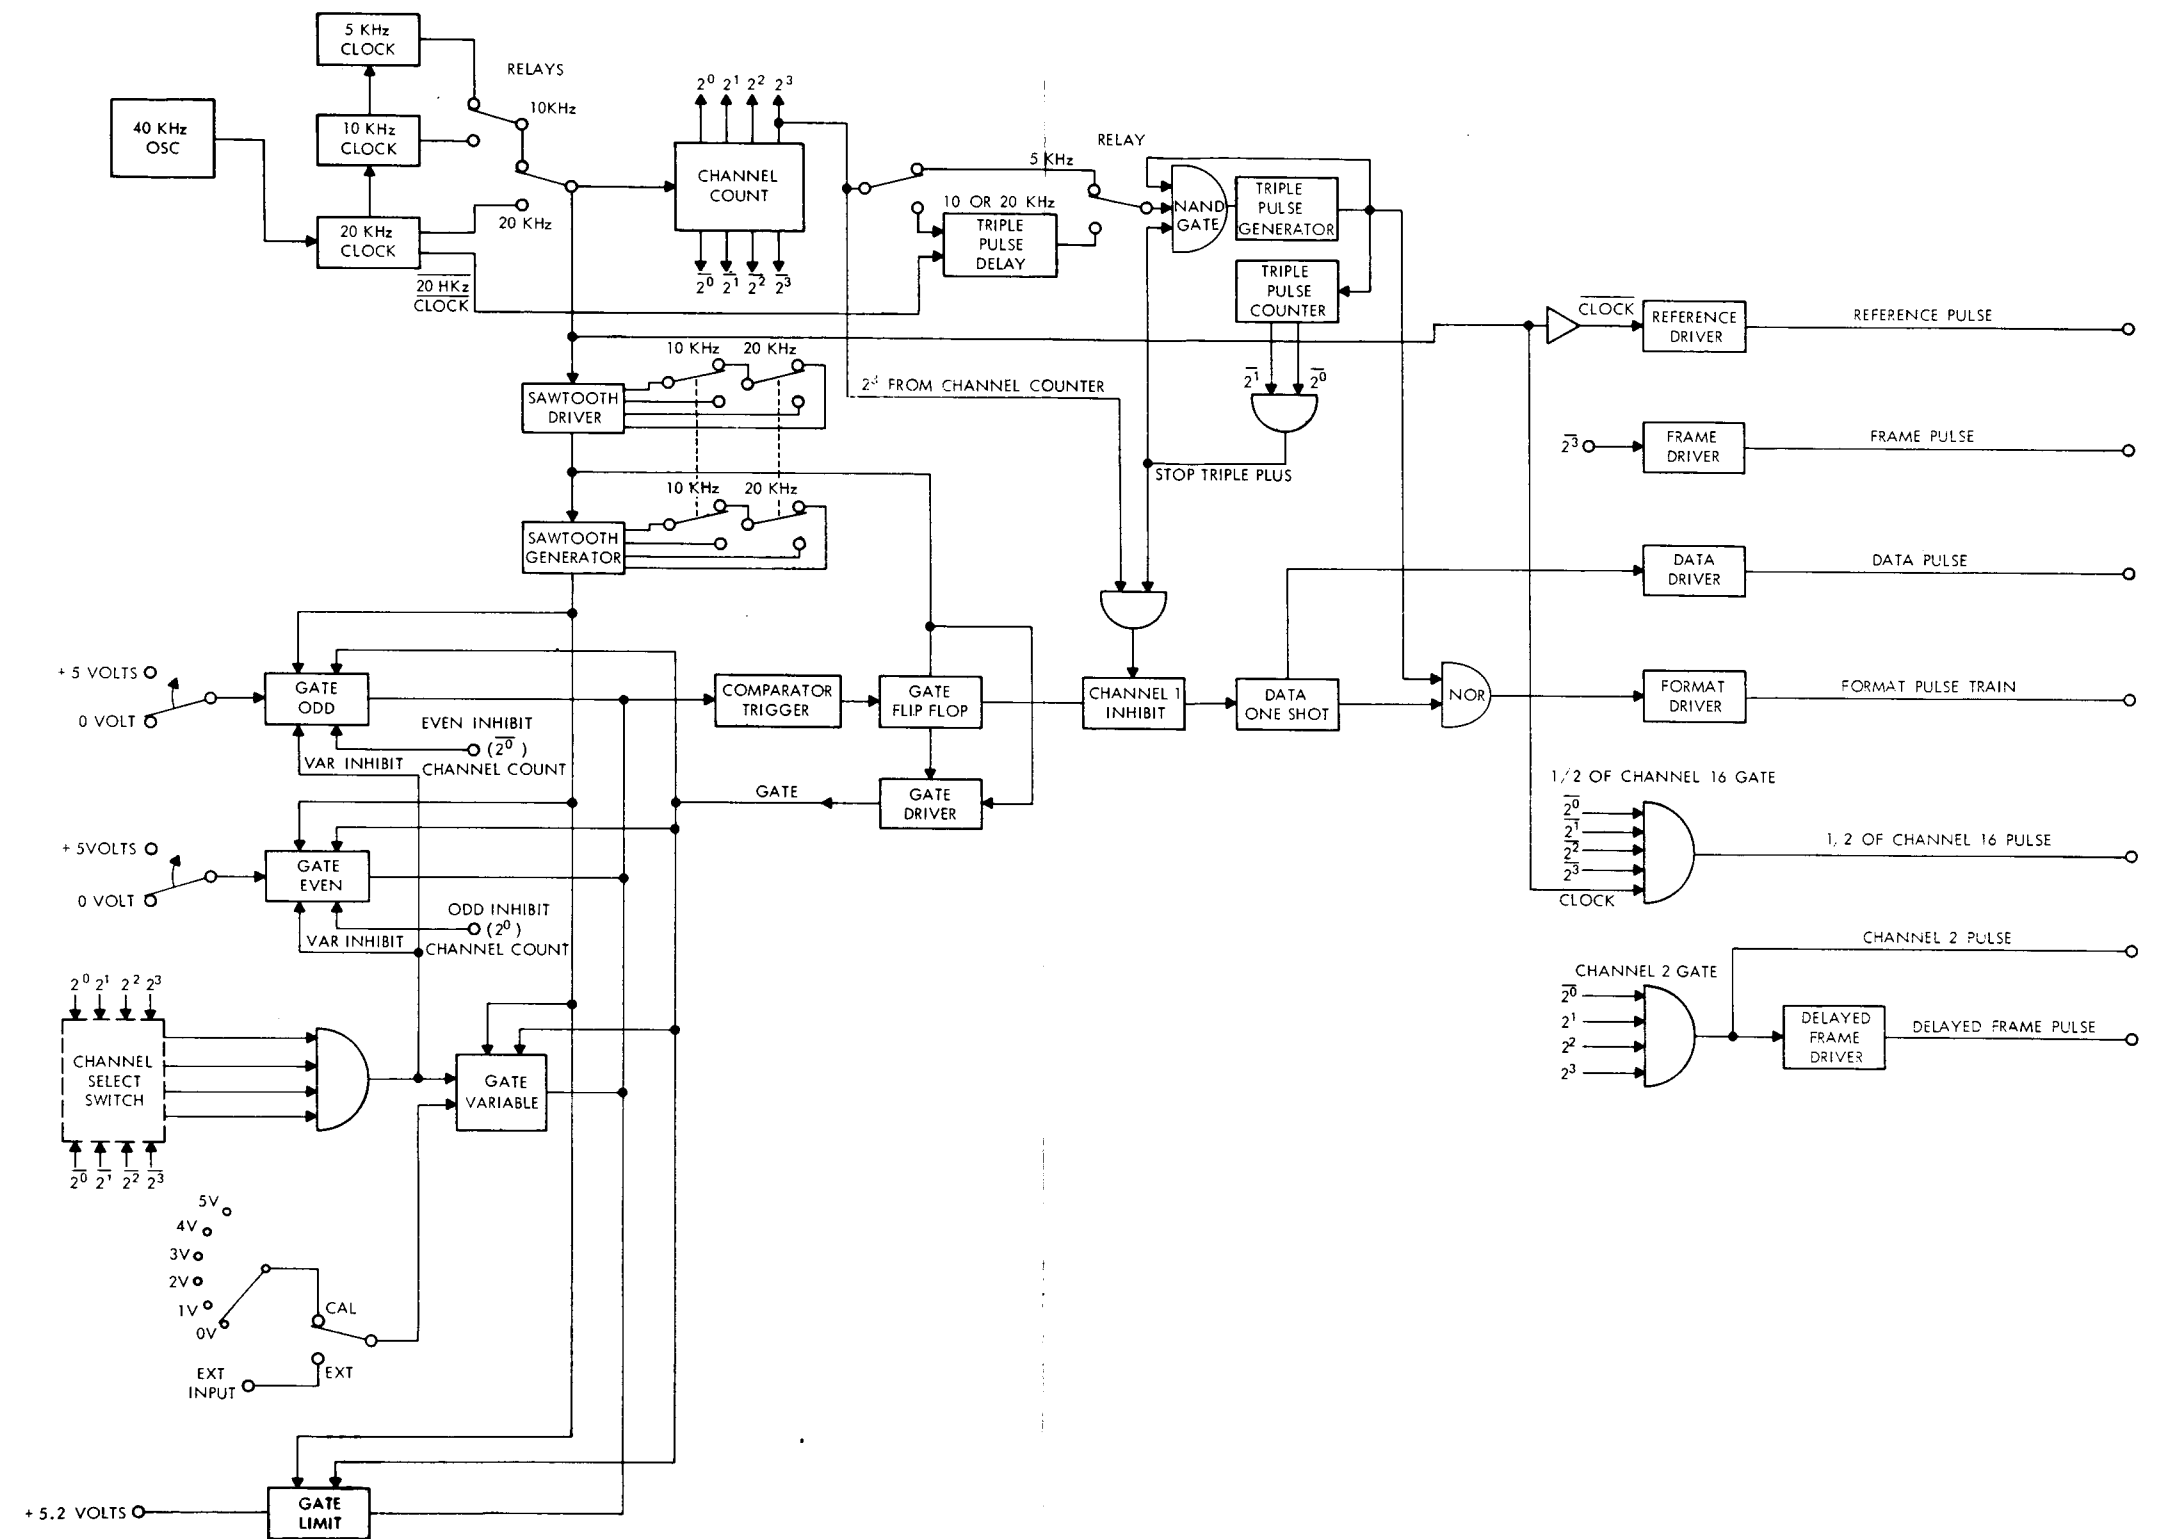 5 KHz
CLOCK
RELAYS
10KHz
40 KHz
OSC
10 KHz
CLOCK
20 KHz
CLOCK
20 KHz
20 HKz
CLOCK
2⁰ 2¹ 2² 2³
CHANNEL
COUNT
2⁰ 2¹ 2² 2³
RELAY
5 KHz
10 OR 20 KHz
TRIPLE
PULSE
DELAY
NAND
GATE
TRIPLE
PULSE
GENERATOR
TRIPLE
PULSE
COUNTER
2¹ 2⁰
STOP TRIPLE PLUS
2³ FROM CHANNEL COUNTER
CLOCK
REFERENCE
DRIVER
REFERENCE PULSE
2³
FRAME
DRIVER
FRAME PULSE
DATA
DRIVER
DATA PULSE
10 KHz 20 KHz
SAWTOOTH
DRIVER
10 KHz 20 KHz
SAWTOOTH
GENERATOR
+ 5 VOLTS
0 VOLT
GATE
ODD
EVEN INHIBIT
(2⁰)
CHANNEL COUNT
VAR INHIBIT
COMPARATOR
TRIGGER
GATE
FLIP FLOP
CHANNEL 1
INHIBIT
DATA
ONE SHOT
NOR
FORMAT
DRIVER
FORMAT PULSE TRAIN
GATE
GATE
DRIVER
+ 5VOLTS
0 VOLT
GATE
EVEN
ODD INHIBIT
(2⁰)
CHANNEL COUNT
VAR INHIBIT
1/2 OF CHANNEL 16 GATE
2⁰
2¹
2²
2³
CLOCK
1/2 OF CHANNEL 16 PULSE
CHANNEL 2 PULSE
CHANNEL 2 GATE
2⁰
2¹
2²
2³
DELAYED
FRAME
DRIVER
DELAYED FRAME PULSE
2⁰ 2¹ 2² 2³
CHANNEL
SELECT
SWITCH
2⁰ 2¹ 2² 2³
GATE
VARIABLE
5V
4V
3V
2V
1V
0V
CAL
EXT
EXT
INPUT
+ 5.2 VOLTS
GATE
LIMIT